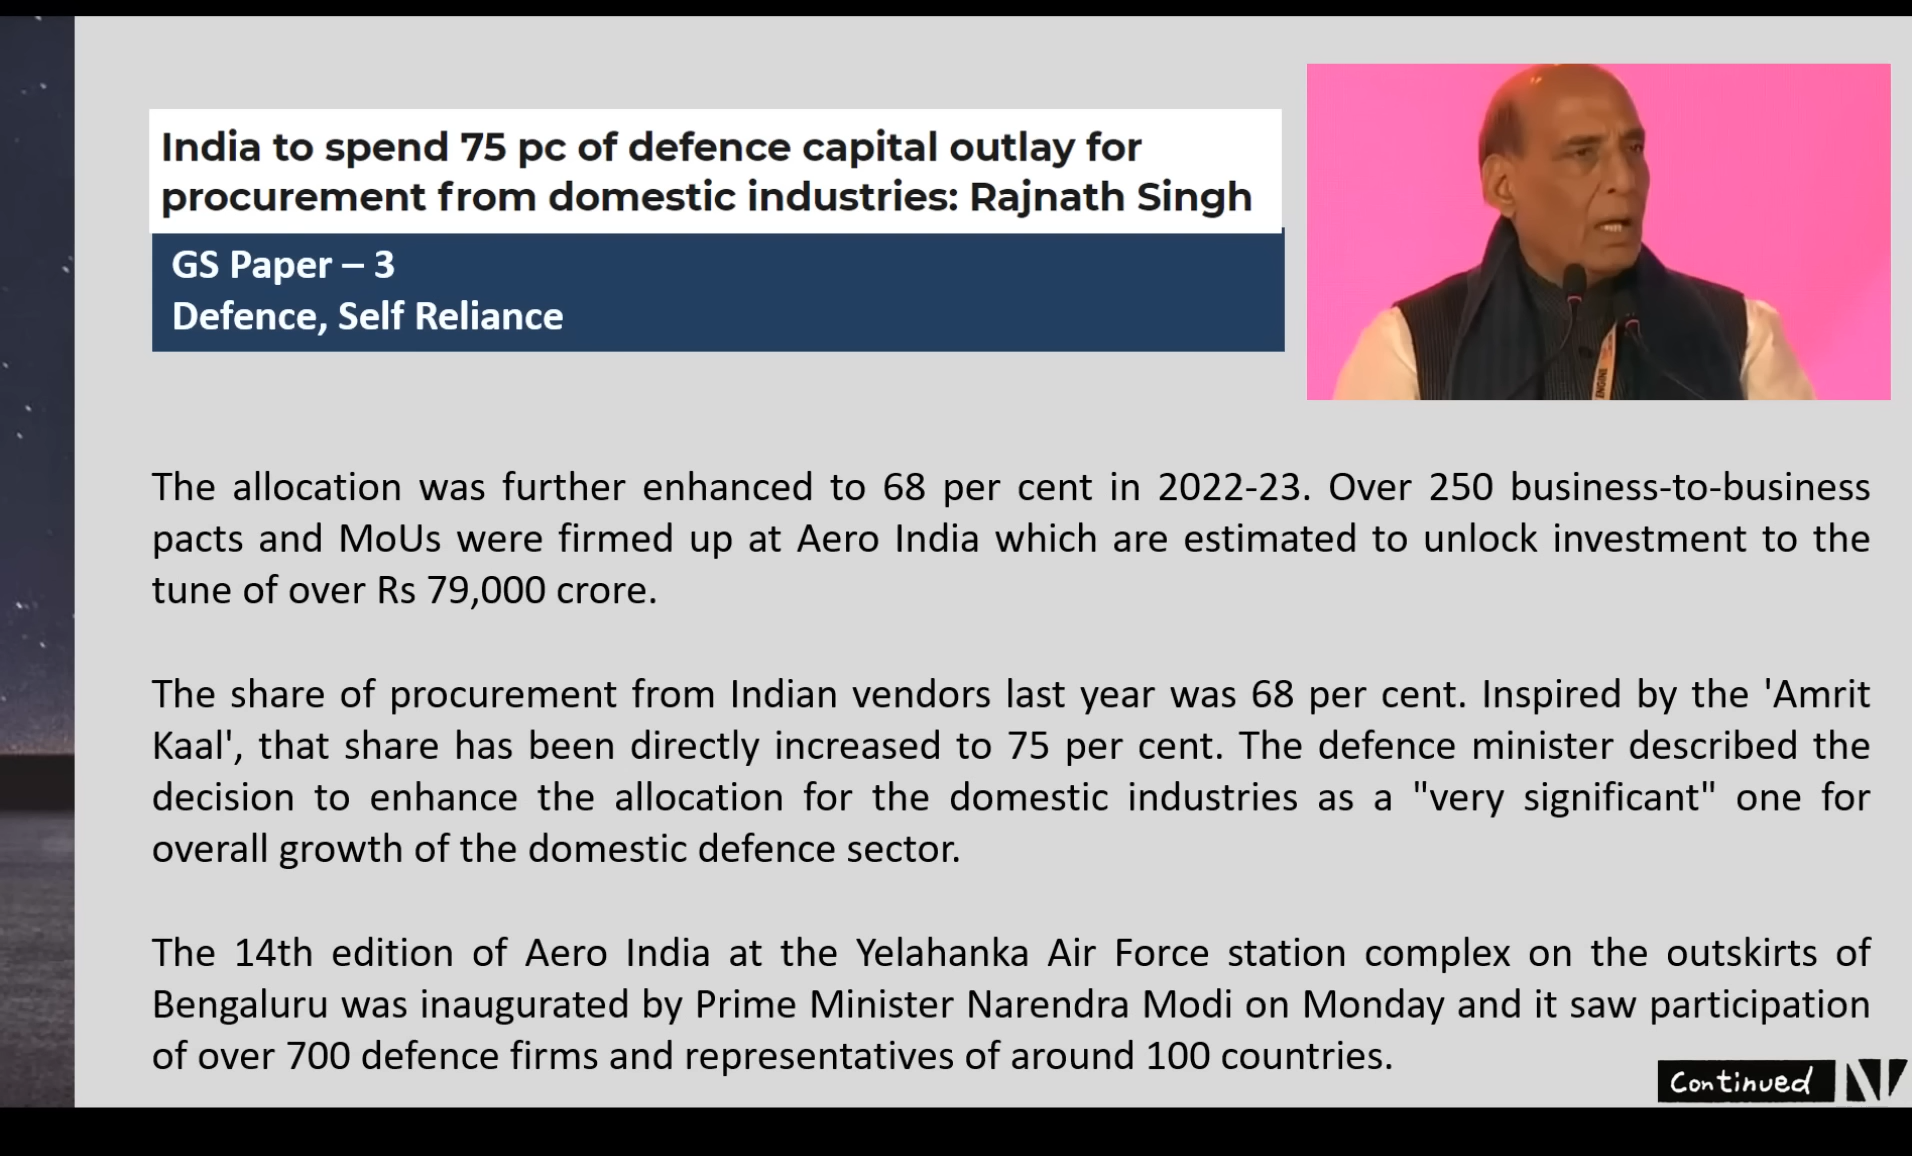 India to spend 75 pc of defence capital outlay for
procurement from domestic industries: Rajnath Singh
GS Paper – 3
Defence, Self Reliance
ENGINE
The allocation was further enhanced to 68 per cent in 2022-23. Over 250 business-to-business
pacts and MoUs were firmed up at Aero India which are estimated to unlock investment to the
tune of over Rs 79,000 crore.
The share of procurement from Indian vendors last year was 68 per cent. Inspired by the 'Amrit
Kaal', that share has been directly increased to 75 per cent. The defence minister described the
decision to enhance the allocation for the domestic industries as a "very significant" one for
overall growth of the domestic defence sector.
The 14th edition of Aero India at the Yelahanka Air Force station complex on the outskirts of
Bengaluru was inaugurated by Prime Minister Narendra Modi on Monday and it saw participation
of over 700 defence firms and representatives of around 100 countries.
Continued